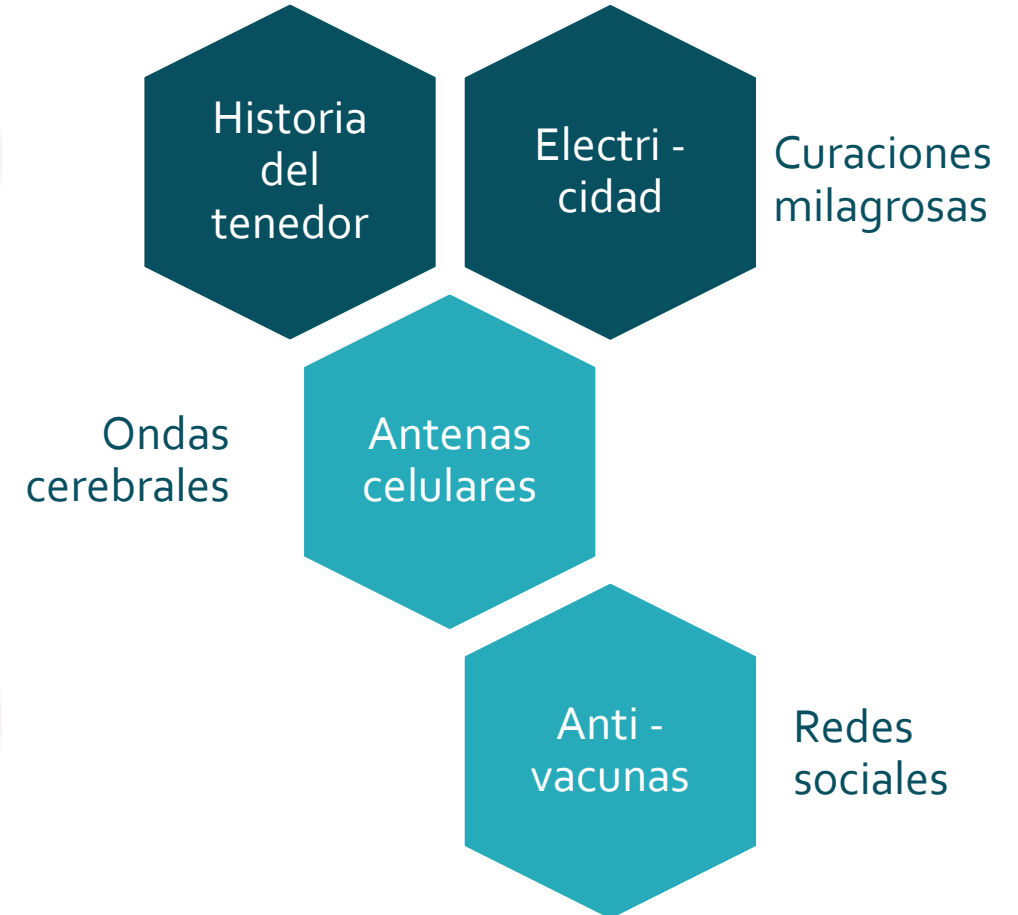 Historia
del
tenedor
Electri -
cidad
Curaciones
milagrosas
Ondas
cerebrales
Antenas
celulares
Anti -
vacunas
Redes
sociales